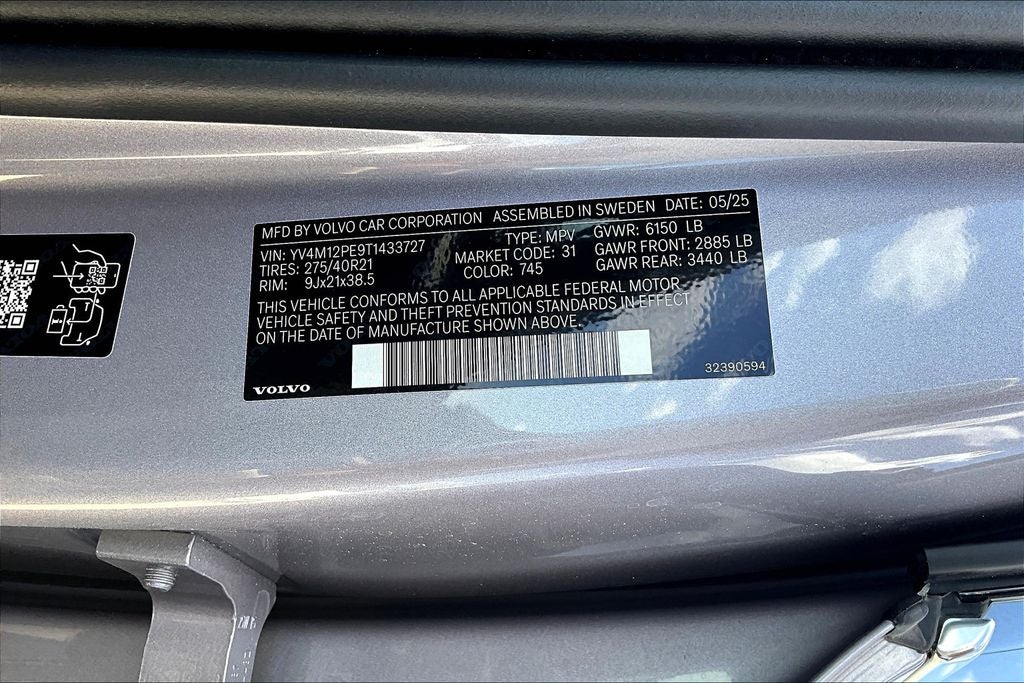 MFD BY VOLVO CAR CORPORATION ASSEMBLED IN SWEDEN DATE: 05/25
VIN: YV4M12PE9T1433727 TYPE: MPV GVWR: 6150 LB
TIRES: 275/40R21 MARKET CODE: 31 GAWR FRONT: 2885 LB
RIM: 9Jx21x38.5 COLOR: 745 GAWR REAR: 3440 LB
THIS VEHICLE CONFORMS TO ALL APPLICABLE FEDERAL MOTOR
VEHICLE SAFETY AND THEFT PREVENTION STANDARDS IN EFFECT
ON THE DATE OF MANUFACTURE SHOWN ABOVE.
VOLVO 32390594